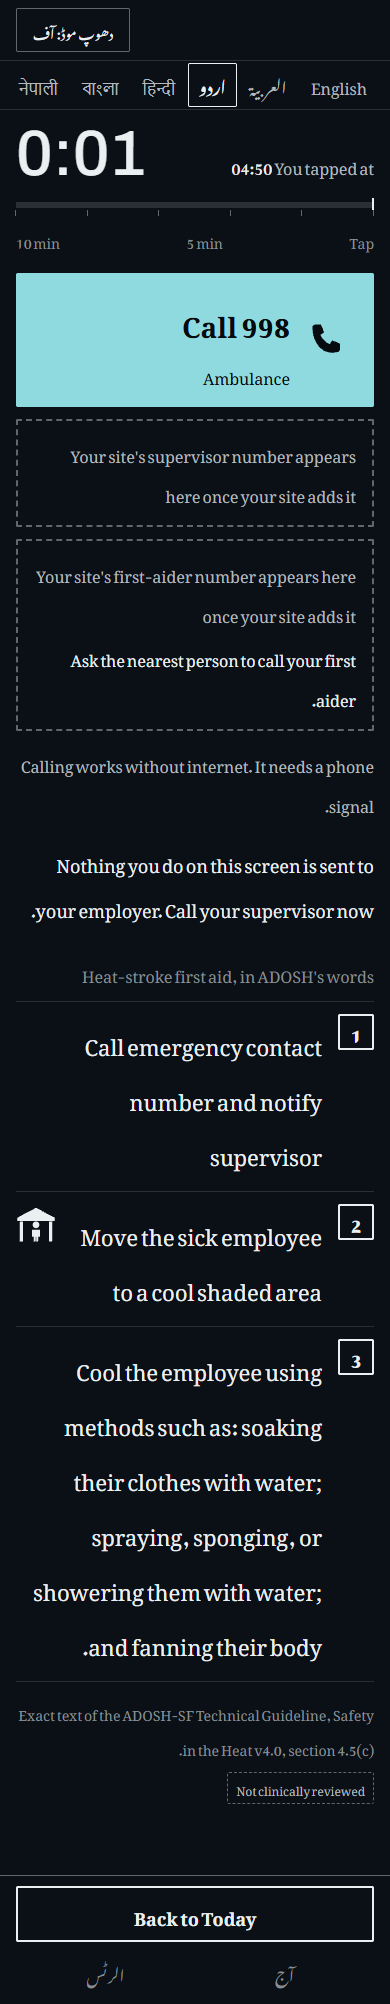 دھوپ موڈ: آف
English العربية اردو हिन्दी বাংলা नेपाली
0:01
You tapped at 04:50
Tap 5 min 10 min
Call 998
Ambulance
Your site's supervisor number appears
here once your site adds it
Your site's first-aider number appears here
once your site adds it
Ask the nearest person to call your first
aider.
Calling works without internet. It needs a phone
signal.
Nothing you do on this screen is sent to
your employer. Call your supervisor now.
Heat-stroke first aid, in ADOSH's words
1
Call emergency contact
number and notify
supervisor
2
Move the sick employee
to a cool shaded area
3
Cool the employee using
methods such as: soaking
their clothes with water;
spraying, sponging, or
showering them with water;
and fanning their body.
Exact text of the ADOSH-SF Technical Guideline, Safety
in the Heat v4.0, section 4.5(c).
Not clinically reviewed
Back to Today
آج الرٹس